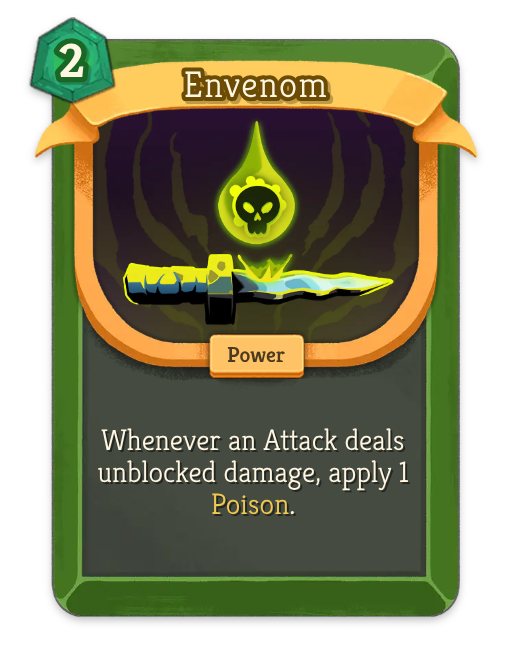 2
Envenom
Power
Whenever an Attack deals
unblocked damage, apply 1
Poison.